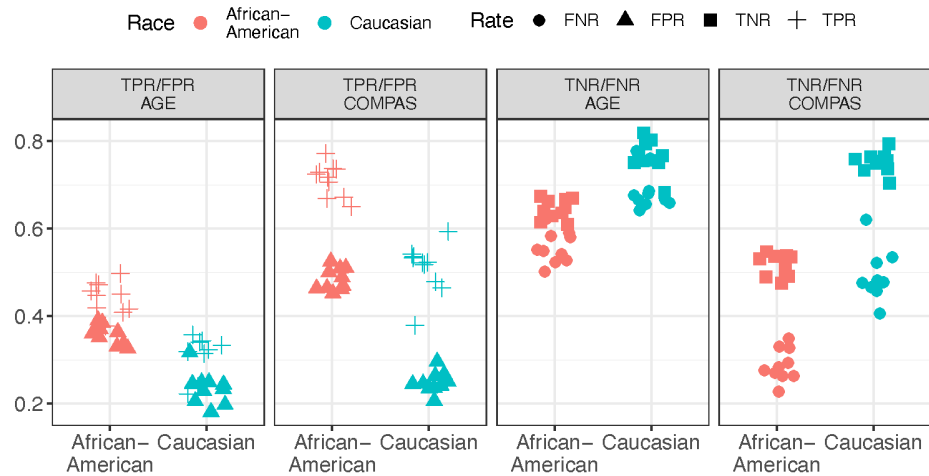 Race African− American Caucasian Rate FNR FPR TNR TPR
TPR/FPR AGE
TPR/FPR COMPAS
TNR/FNR AGE
TNR/FNR COMPAS
0.8
0.6
0.4
0.2
African− American Caucasian
African− American Caucasian
African− American Caucasian
African− American Caucasian